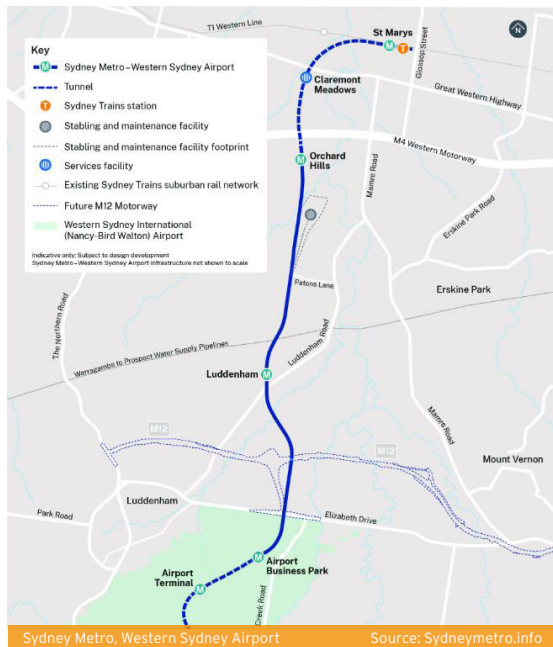 T1 Western Line
St Marys
M
T
Glossop Street
N
Key
M
Sydney Metro–Western Sydney Airport
Tunnel
T
Sydney Trains station
Stabling and maintenance facility
Stabling and maintenance facility footprint
Services facility
Existing Sydney Trains suburban rail network
Future M12 Motorway
Western Sydney International
(Nancy-Bird Walton) Airport
Indicative only: Subject to design development
Sydney Metro–Western Sydney Airport infrastructure not shown to scale
Claremont
Meadows
Great Western Highway
M4 Western Motorway
M
Orchard
Hills
Mamre Road
Erskine Park Road
Patons Lane
Erskine Park
The Northern Road
Warragamba to Prospect Water Supply Pipelines
Luddenham Road
Luddenham
M
Mamre Road
M12
M12
Mount Vernon
Luddenham
Park Road
Elizabeth Drive
M
Airport
Business Park
Airport
Terminal
M
Creek Road
M
Sydney Metro, Western Sydney Airport
Source: Sydneymetro.info